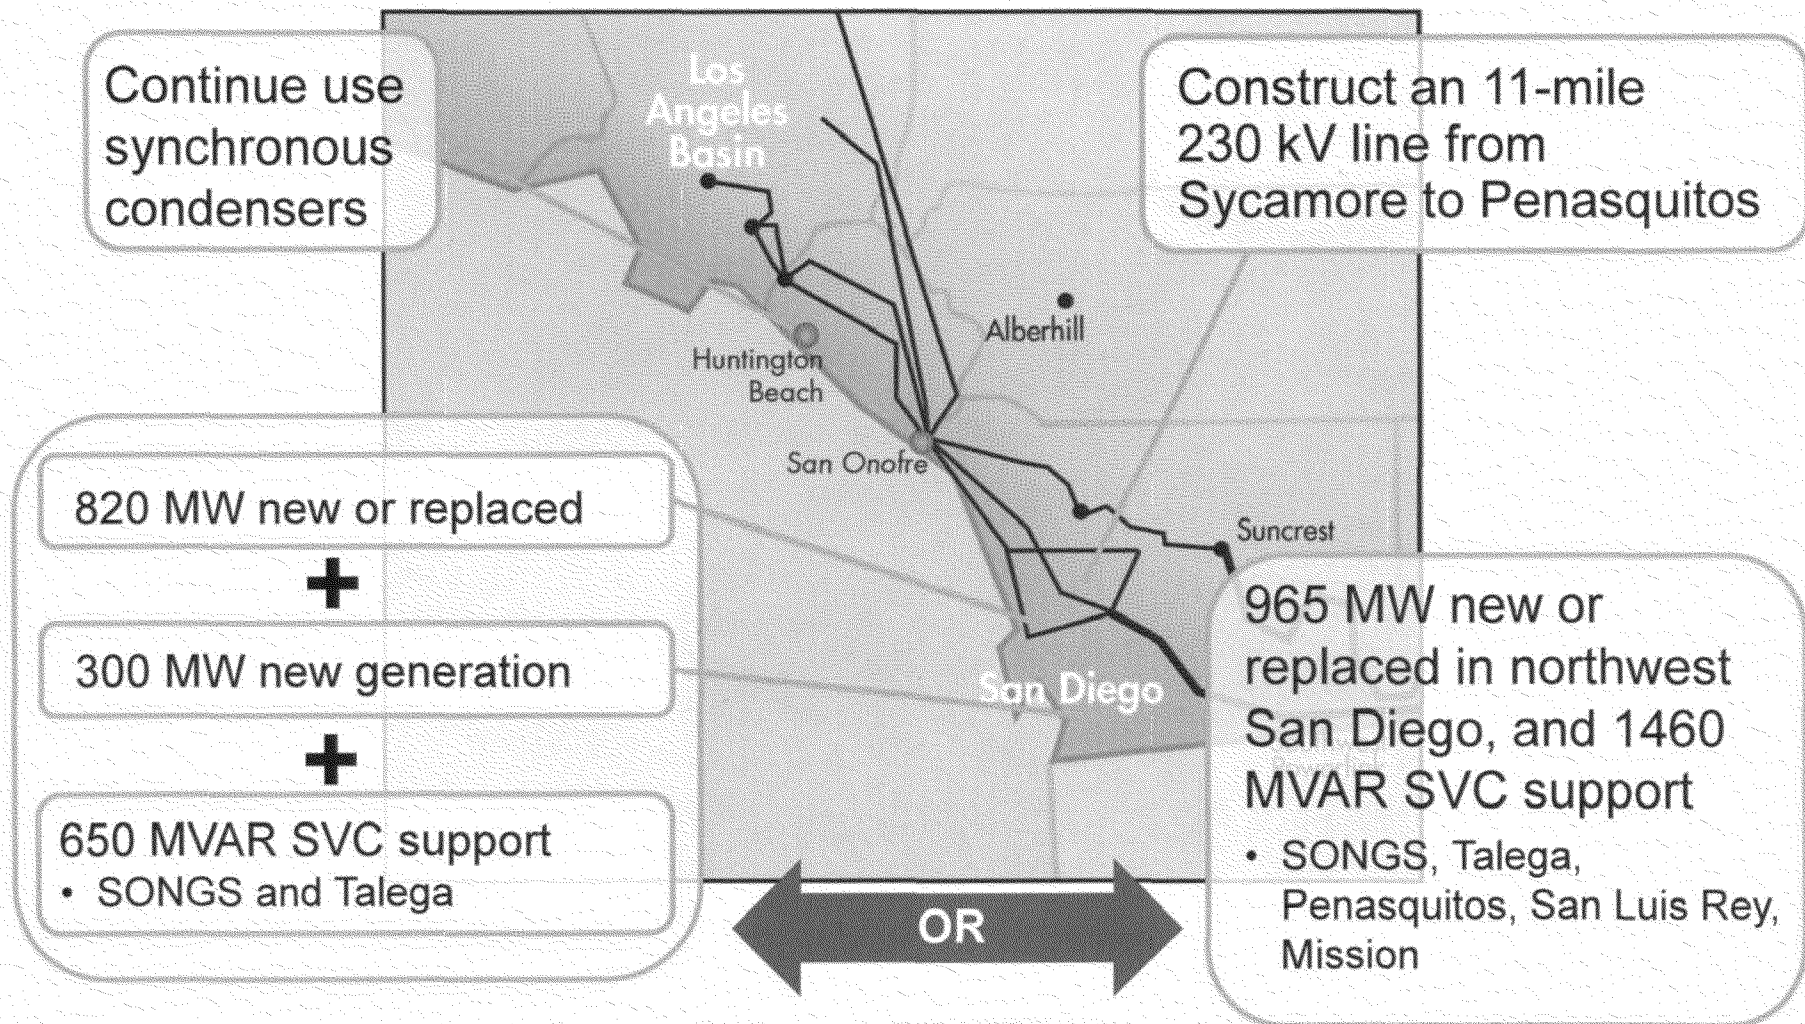 Continue use
synchronous
condensers
Construct an 11-mile
230 kV line from
Sycamore to Penasquitos
Los
Angeles
Basin
Alberhill
Huntington
Beach
San Onofre
Suncrest
San Diego
820 MW new or replaced
+
300 MW new generation
+
650 MVAR SVC support
• SONGS and Talega
OR
965 MW new or
replaced in northwest
San Diego, and 1460
MVAR SVC support
• SONGS, Talega,
Penasquitos, San Luis Rey,
Mission